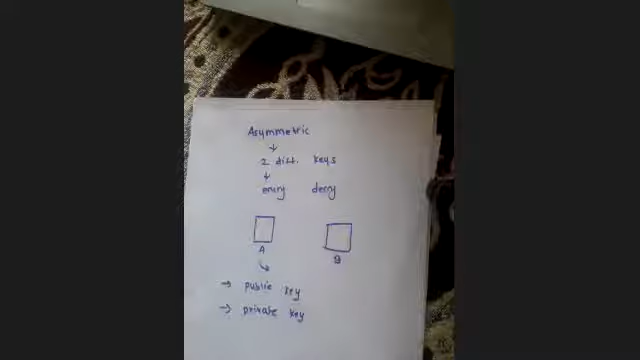 Asymmetric
2 diff. keys
encry decry
A
B
→ public key
→ private key